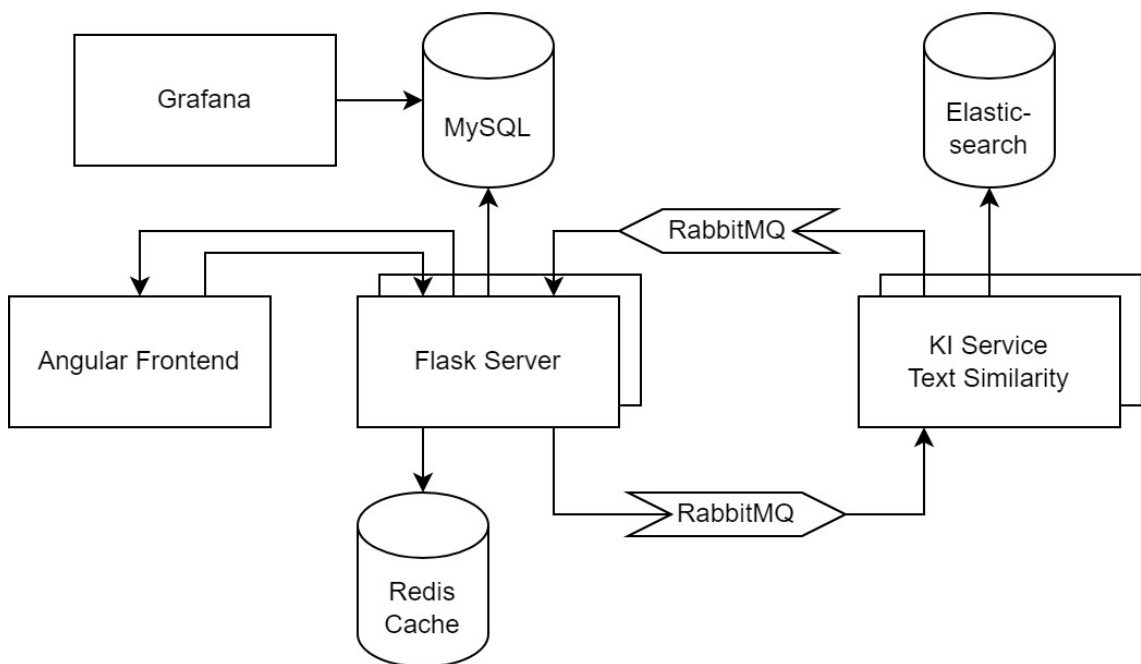 Grafana
MySQL
Elastic-
search
RabbitMQ
Angular Frontend
Flask Server
KI Service
Text Similarity
RabbitMQ
Redis
Cache